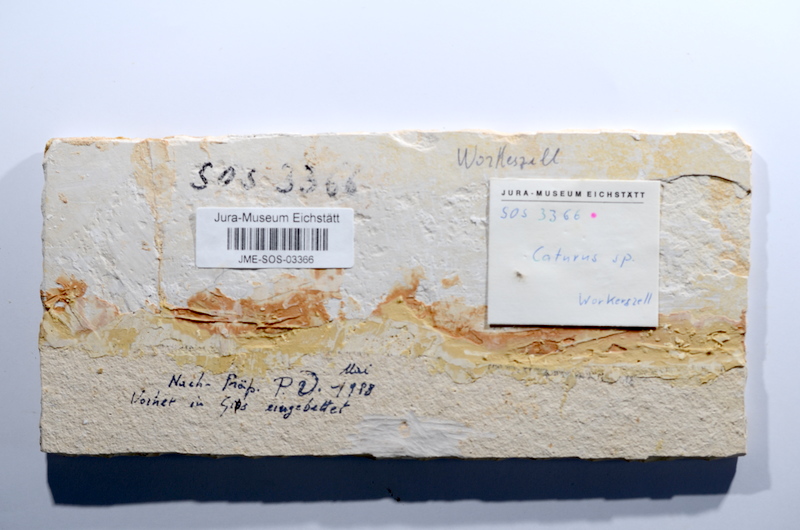 Workerszell
SOS 3366
Jura-Museum Eichstätt
JME-SOS-03366
JURA-MUSEUM EICHSTÄTT
SOS 3366
Caturus sp.
Workerszell
Nach-Präp. P.V. Mai 1988
Vorher in Gips eingebettet